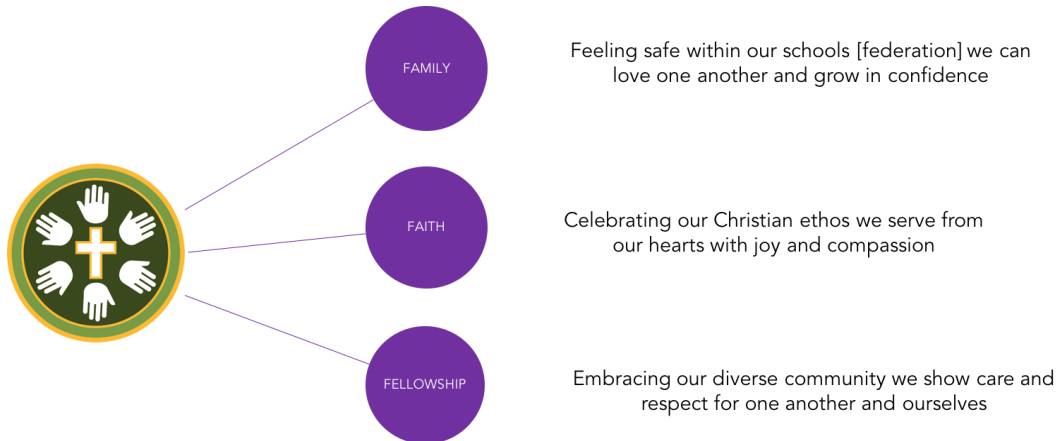 FAMILY
Feeling safe within our schools [federation] we can
love one another and grow in confidence
FAITH
Celebrating our Christian ethos we serve from
our hearts with joy and compassion
FELLOWSHIP
Embracing our diverse community we show care and
respect for one another and ourselves